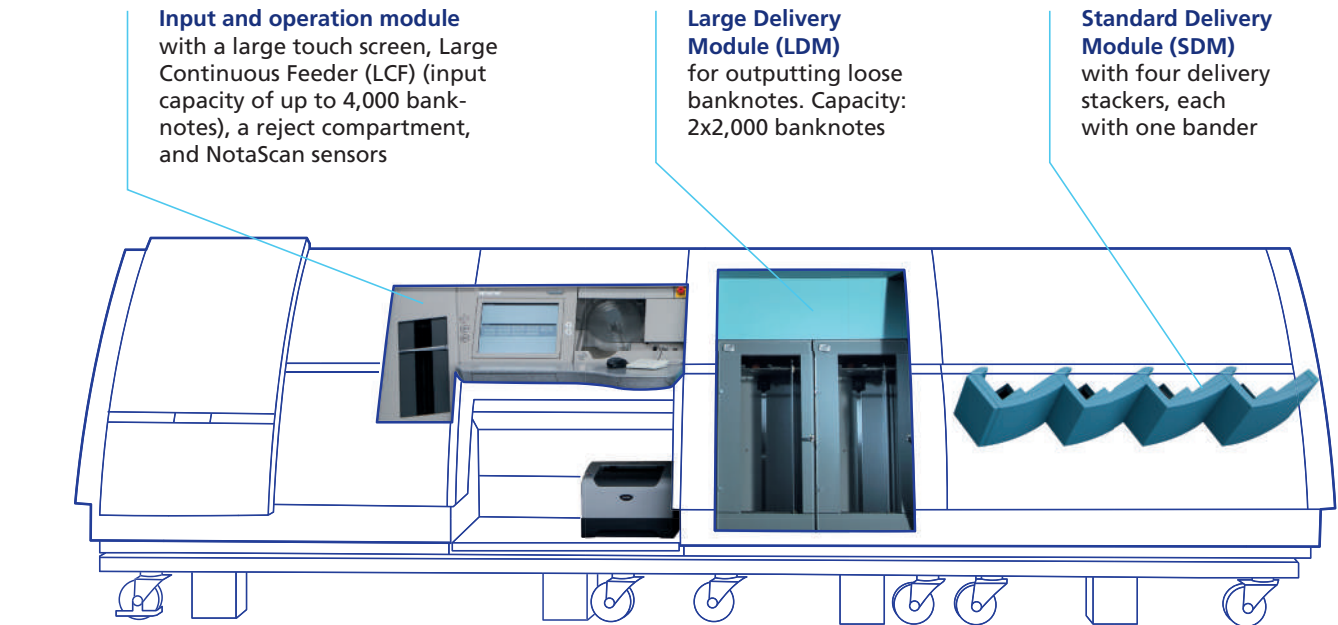 Input and operation module
with a large touch screen, Large
Continuous Feeder (LCF) (input
capacity of up to 4,000 bank-
notes), a reject compartment,
and NotaScan sensors
Large Delivery
Module (LDM)
for outputting loose
banknotes. Capacity:
2x2,000 banknotes
Standard Delivery
Module (SDM)
with four delivery
stackers, each
with one bander